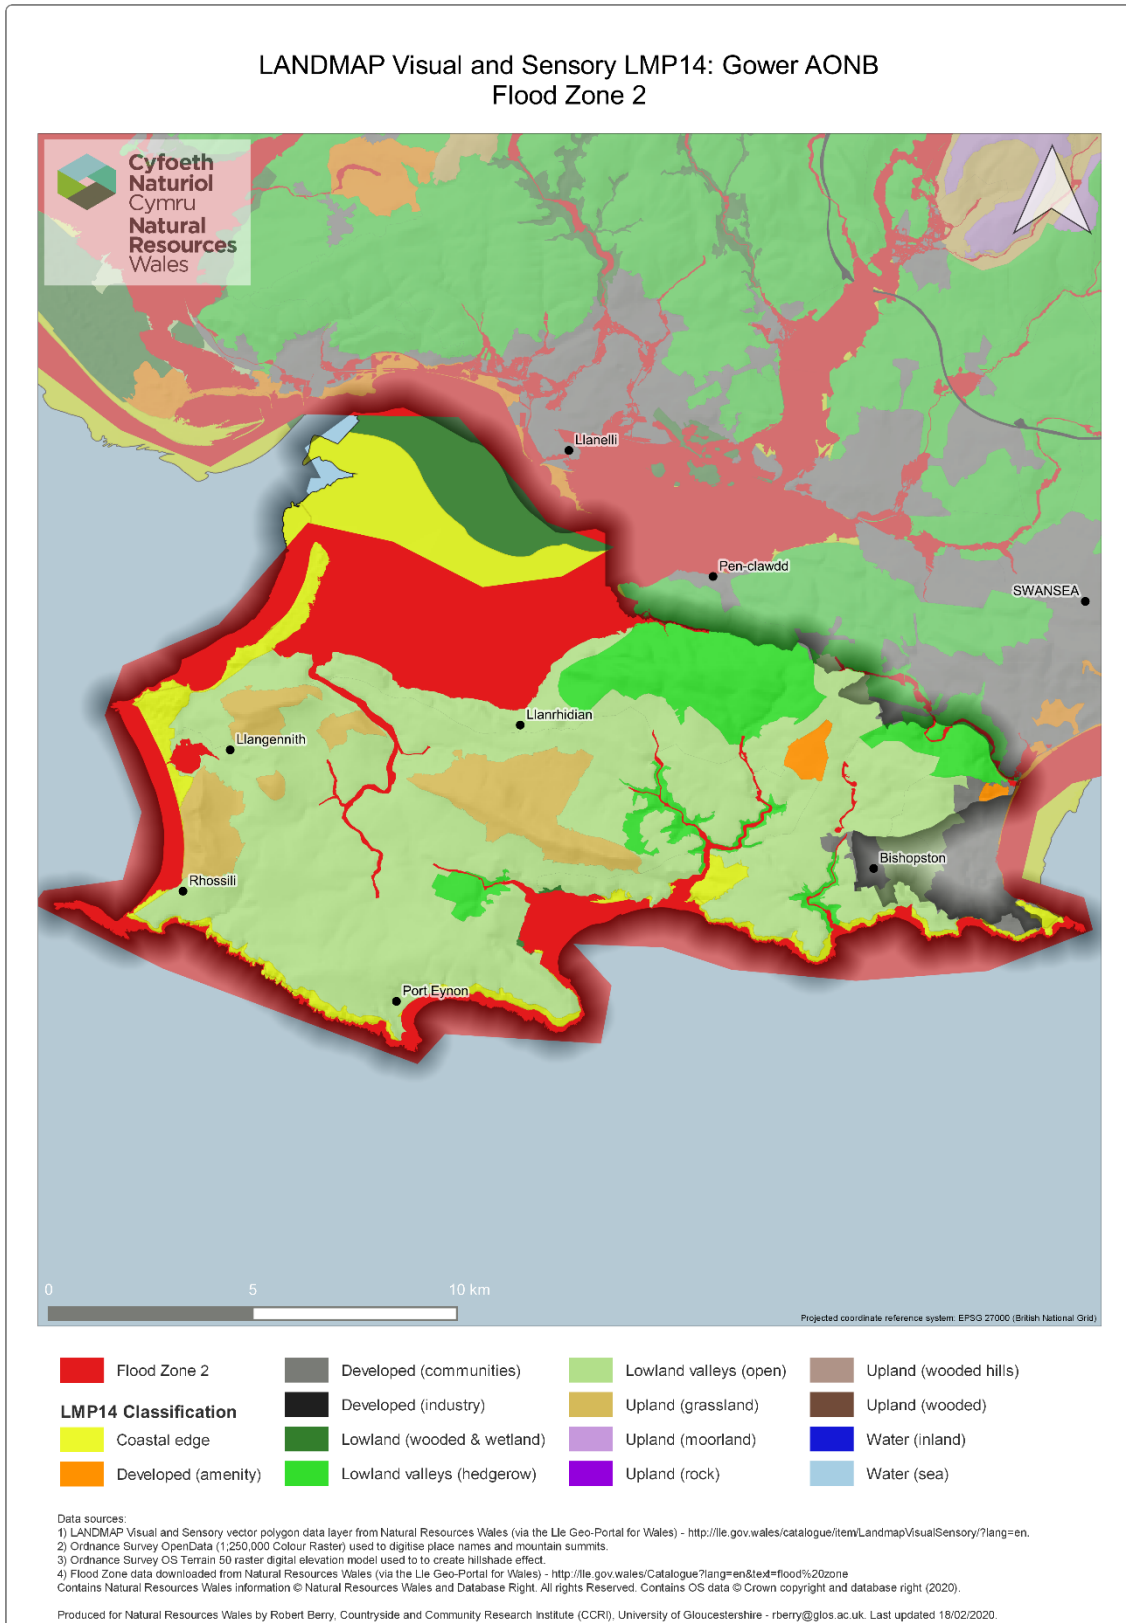 LANDMAP Visual and Sensory LMP14: Gower AONB
Flood Zone 2
Cyfoeth
Naturiol
Cymru
Natural
Resources
Wales
Llanelli
Pen-clawdd
SWANSEA
Llanrhidian
Llangennith
Rhossili
Bishopston
Port Eynon
0 5 10 km
Projected coordinate reference system: EPSG 27000 (British National Grid)
Flood Zone 2
LMP14 Classification
Coastal edge
Developed (amenity)
Developed (communities)
Developed (industry)
Lowland (wooded & wetland)
Lowland valleys (hedgerow)
Lowland valleys (open)
Upland (grassland)
Upland (moorland)
Upland (rock)
Upland (wooded hills)
Upland (wooded)
Water (inland)
Water (sea)
Data sources:
1) LANDMAP Visual and Sensory vector polygon data layer from Natural Resources Wales (via the Lle Geo-Portal for Wales) - http://lle.gov.wales/catalogue/item/LandmapVisualSensory/?lang=en.
2) Ordnance Survey OpenData (1;250,000 Colour Raster) used to digitise place names and mountain summits.
3) Ordnance Survey OS Terrain 50 raster digital elevation model used to to create hillshade effect.
4) Flood Zone data downloaded from Natural Resources Wales (via the Lle Geo-Portal for Wales) - http://lle.gov.wales/Catalogue?lang=en&text=flood%20zone
Contains Natural Resources Wales information © Natural Resources Wales and Database Right. All rights Reserved. Contains OS data © Crown copyright and database right (2020).
Produced for Natural Resources Wales by Robert Berry, Countryside and Community Research Institute (CCRI), University of Gloucestershire - rberry@glos.ac.uk. Last updated 18/02/2020.